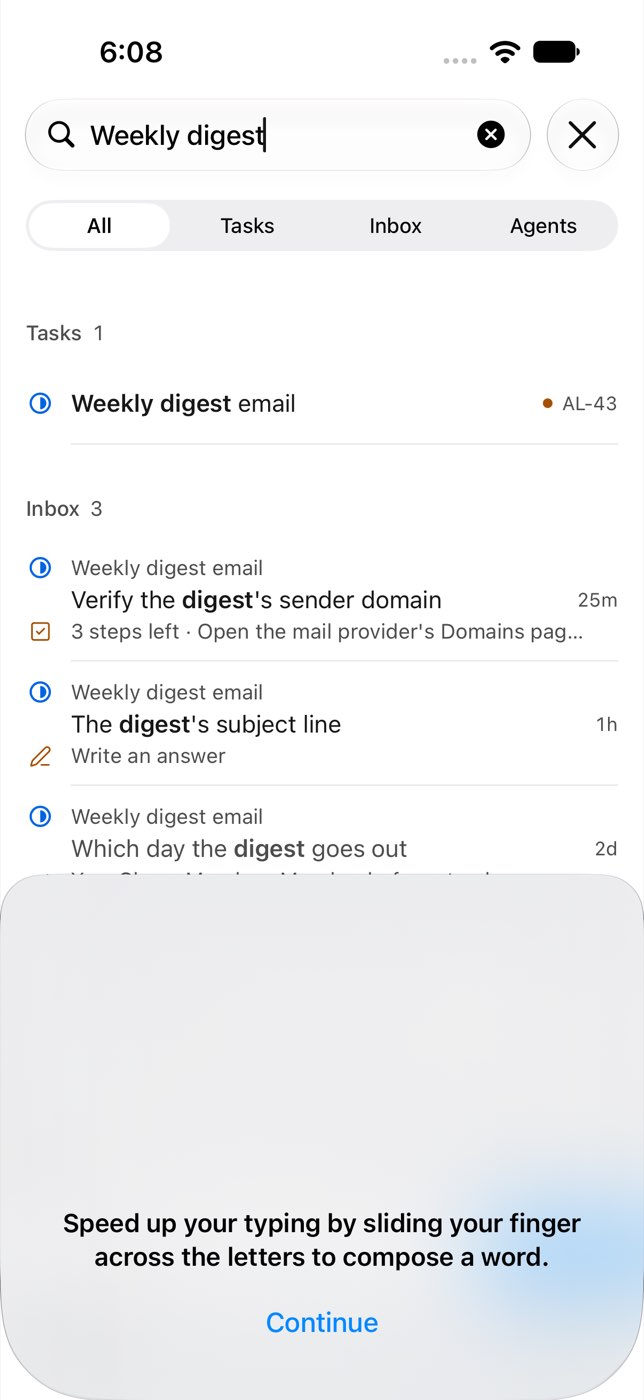 6:08
Weekly digest
All Tasks Inbox Agents
Tasks 1
Weekly digest email AL-43
Inbox 3
Weekly digest email
Verify the digest's sender domain 25m
3 steps left · Open the mail provider's Domains pag...
Weekly digest email
The digest's subject line 1h
Write an answer
Weekly digest email
Which day the digest goes out 2d
Speed up your typing by sliding your finger
across the letters to compose a word.
Continue